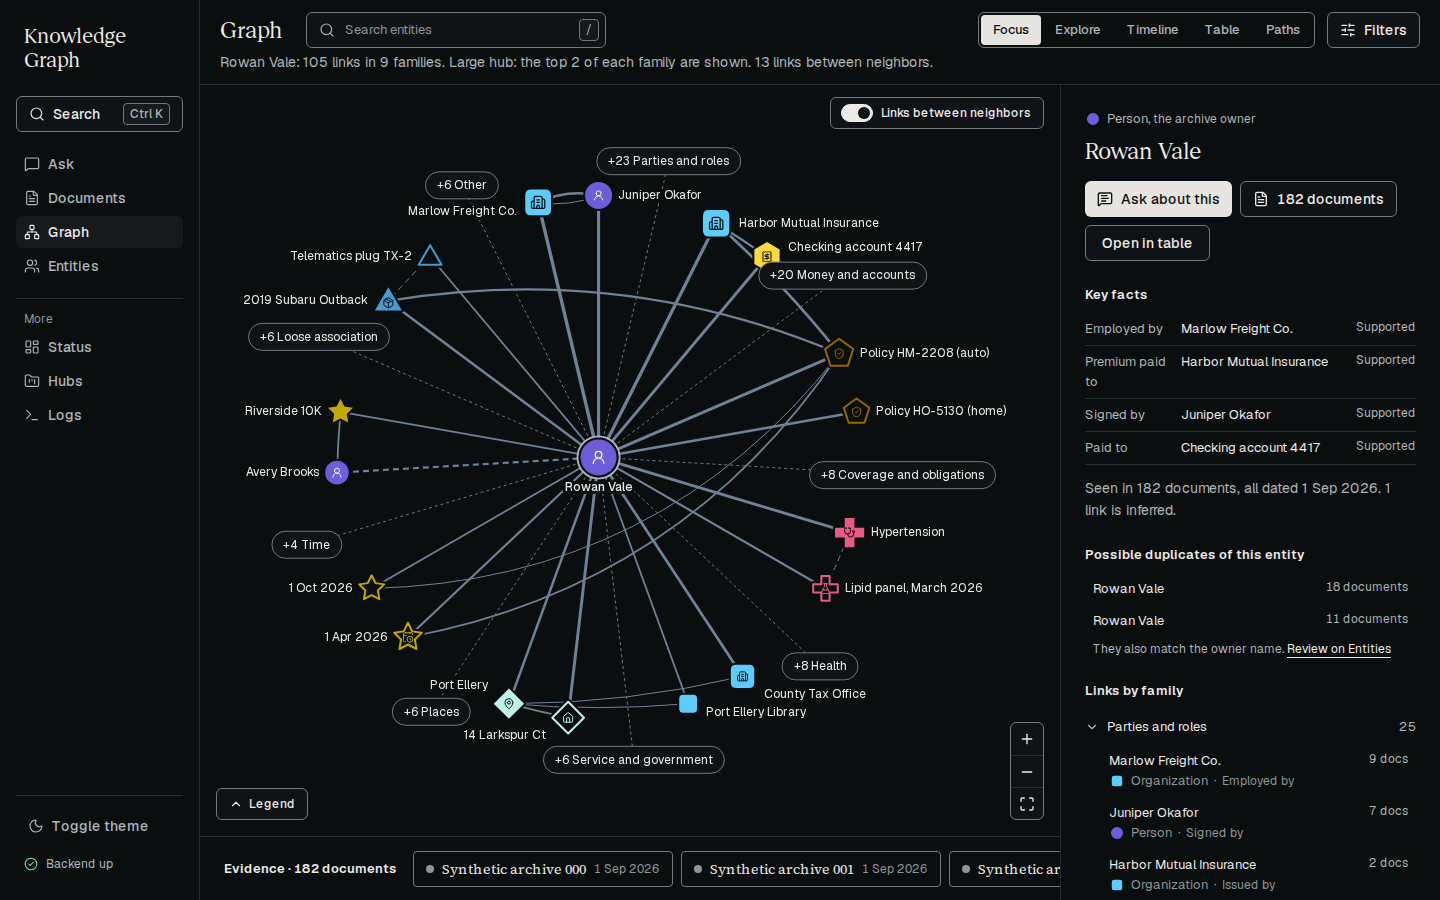 Knowledge
Graph
Search
Ctrl K
Ask
Documents
Graph
Entities
More
Status
Hubs
Logs
Toggle theme
Backend up
Graph
Search entities
/
Focus
Explore
Timeline
Table
Paths
Filters
Rowan Vale: 105 links in 9 families. Large hub: the top 2 of each family are shown. 13 links between neighbors.
Links between neighbors
+23 Parties and roles
+6 Other
Juniper Okafor
Marlow Freight Co.
Harbor Mutual Insurance
Checking account 4417
Telematics plug TX-2
+20 Money and accounts
2019 Subaru Outback
+6 Loose association
Policy HM-2208 (auto)
Riverside 10K
Policy HO-5130 (home)
Avery Brooks
+8 Coverage and obligations
Rowan Vale
Hypertension
+4 Time
1 Oct 2026
Lipid panel, March 2026
1 Apr 2026
+8 Health
Port Ellery
County Tax Office
+6 Places
Port Ellery Library
14 Larkspur Ct
+6 Service and government
Legend
Evidence · 182 documents
Synthetic archive 000 1 Sep 2026
Synthetic archive 001 1 Sep 2026
Synthetic ar
Person, the archive owner
Rowan Vale
Ask about this
182 documents
Open in table
Key facts
Employed by Marlow Freight Co. Supported
Premium paid Harbor Mutual Insurance Supported
to
Signed by Juniper Okafor Supported
Paid to Checking account 4417 Supported
Seen in 182 documents, all dated 1 Sep 2026. 1
link is inferred.
Possible duplicates of this entity
Rowan Vale 18 documents
Rowan Vale 11 documents
They also match the owner name. Review on Entities
Links by family
Parties and roles 25
Marlow Freight Co. 9 docs
Organization · Employed by
Juniper Okafor 7 docs
Person · Signed by
Harbor Mutual Insurance 2 docs
Organization · Issued by